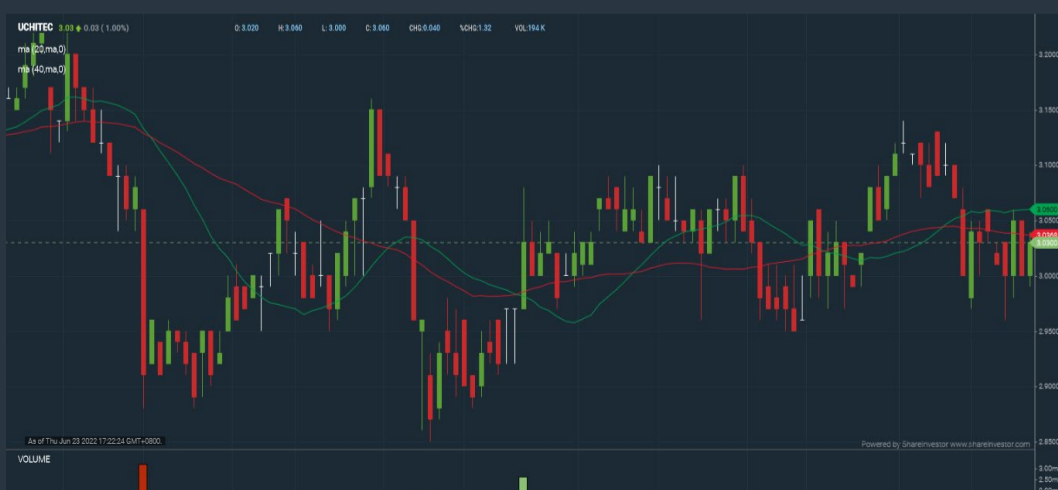 UCHITEC 3.03 0.03 ( 1.00%) O: 3.020 H: 3.060 L: 3.000 C: 3.060 CHG:0.040 %CHG:1.32 VOL:194 K
ma (20,ma,0)
ma (40,ma,0)
3.2000
3.1500
3.1000
3.0600
3.0500
3.0300
3.0000
2.9500
2.9000
2.8500
As of Thu Jun 23 2022 17:22:24 GMT+0800.
Powered by Shareinvestor www.shareinvestor.com
VOLUME
3.00m
2.50m